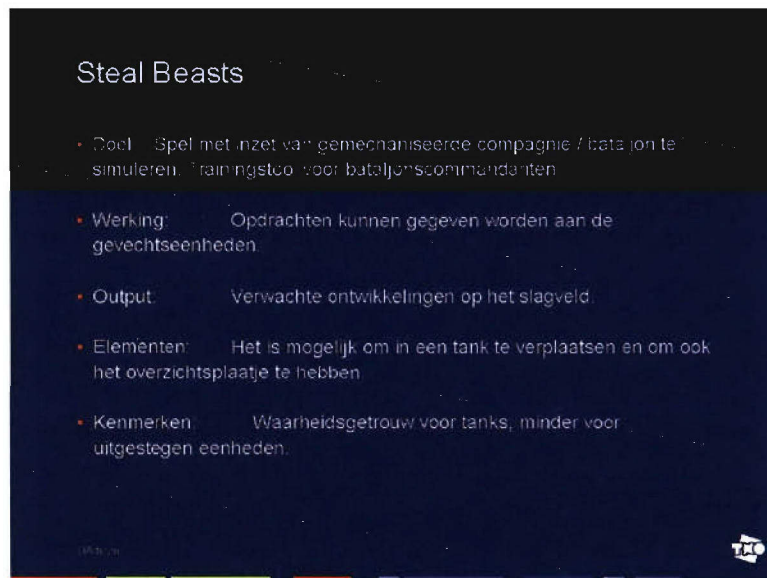 Steal Beasts
• Doel: Spel met inzet van gemechaniseerde compagnie / bataljon te
simuleren. Trainingstool voor bataljonscommandanten
• Werking: Opdrachten kunnen gegeven worden aan de
gevechtseenheden.
• Output: Verwachte ontwikkelingen op het slagveld.
• Elementen: Het is mogelijk om in een tank te verplaatsen en om ook
het overzichtsplaatje te hebben.
• Kenmerken: Waarheidsgetrouw voor tanks, minder voor
uitgestegen eenheden.
TNO